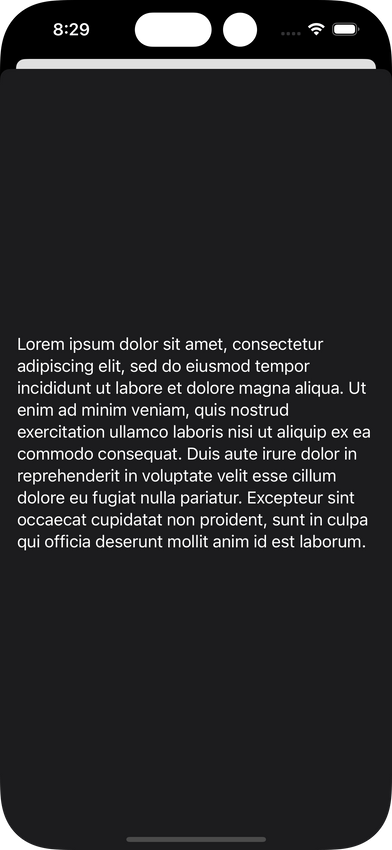 8:29
Lorem ipsum dolor sit amet, consectetur
adipiscing elit, sed do eiusmod tempor
incididunt ut labore et dolore magna aliqua. Ut
enim ad minim veniam, quis nostrud
exercitation ullamco laboris nisi ut aliquip ex ea
commodo consequat. Duis aute irure dolor in
reprehenderit in voluptate velit esse cillum
dolore eu fugiat nulla pariatur. Excepteur sint
occaecat cupidatat non proident, sunt in culpa
qui officia deserunt mollit anim id est laborum.